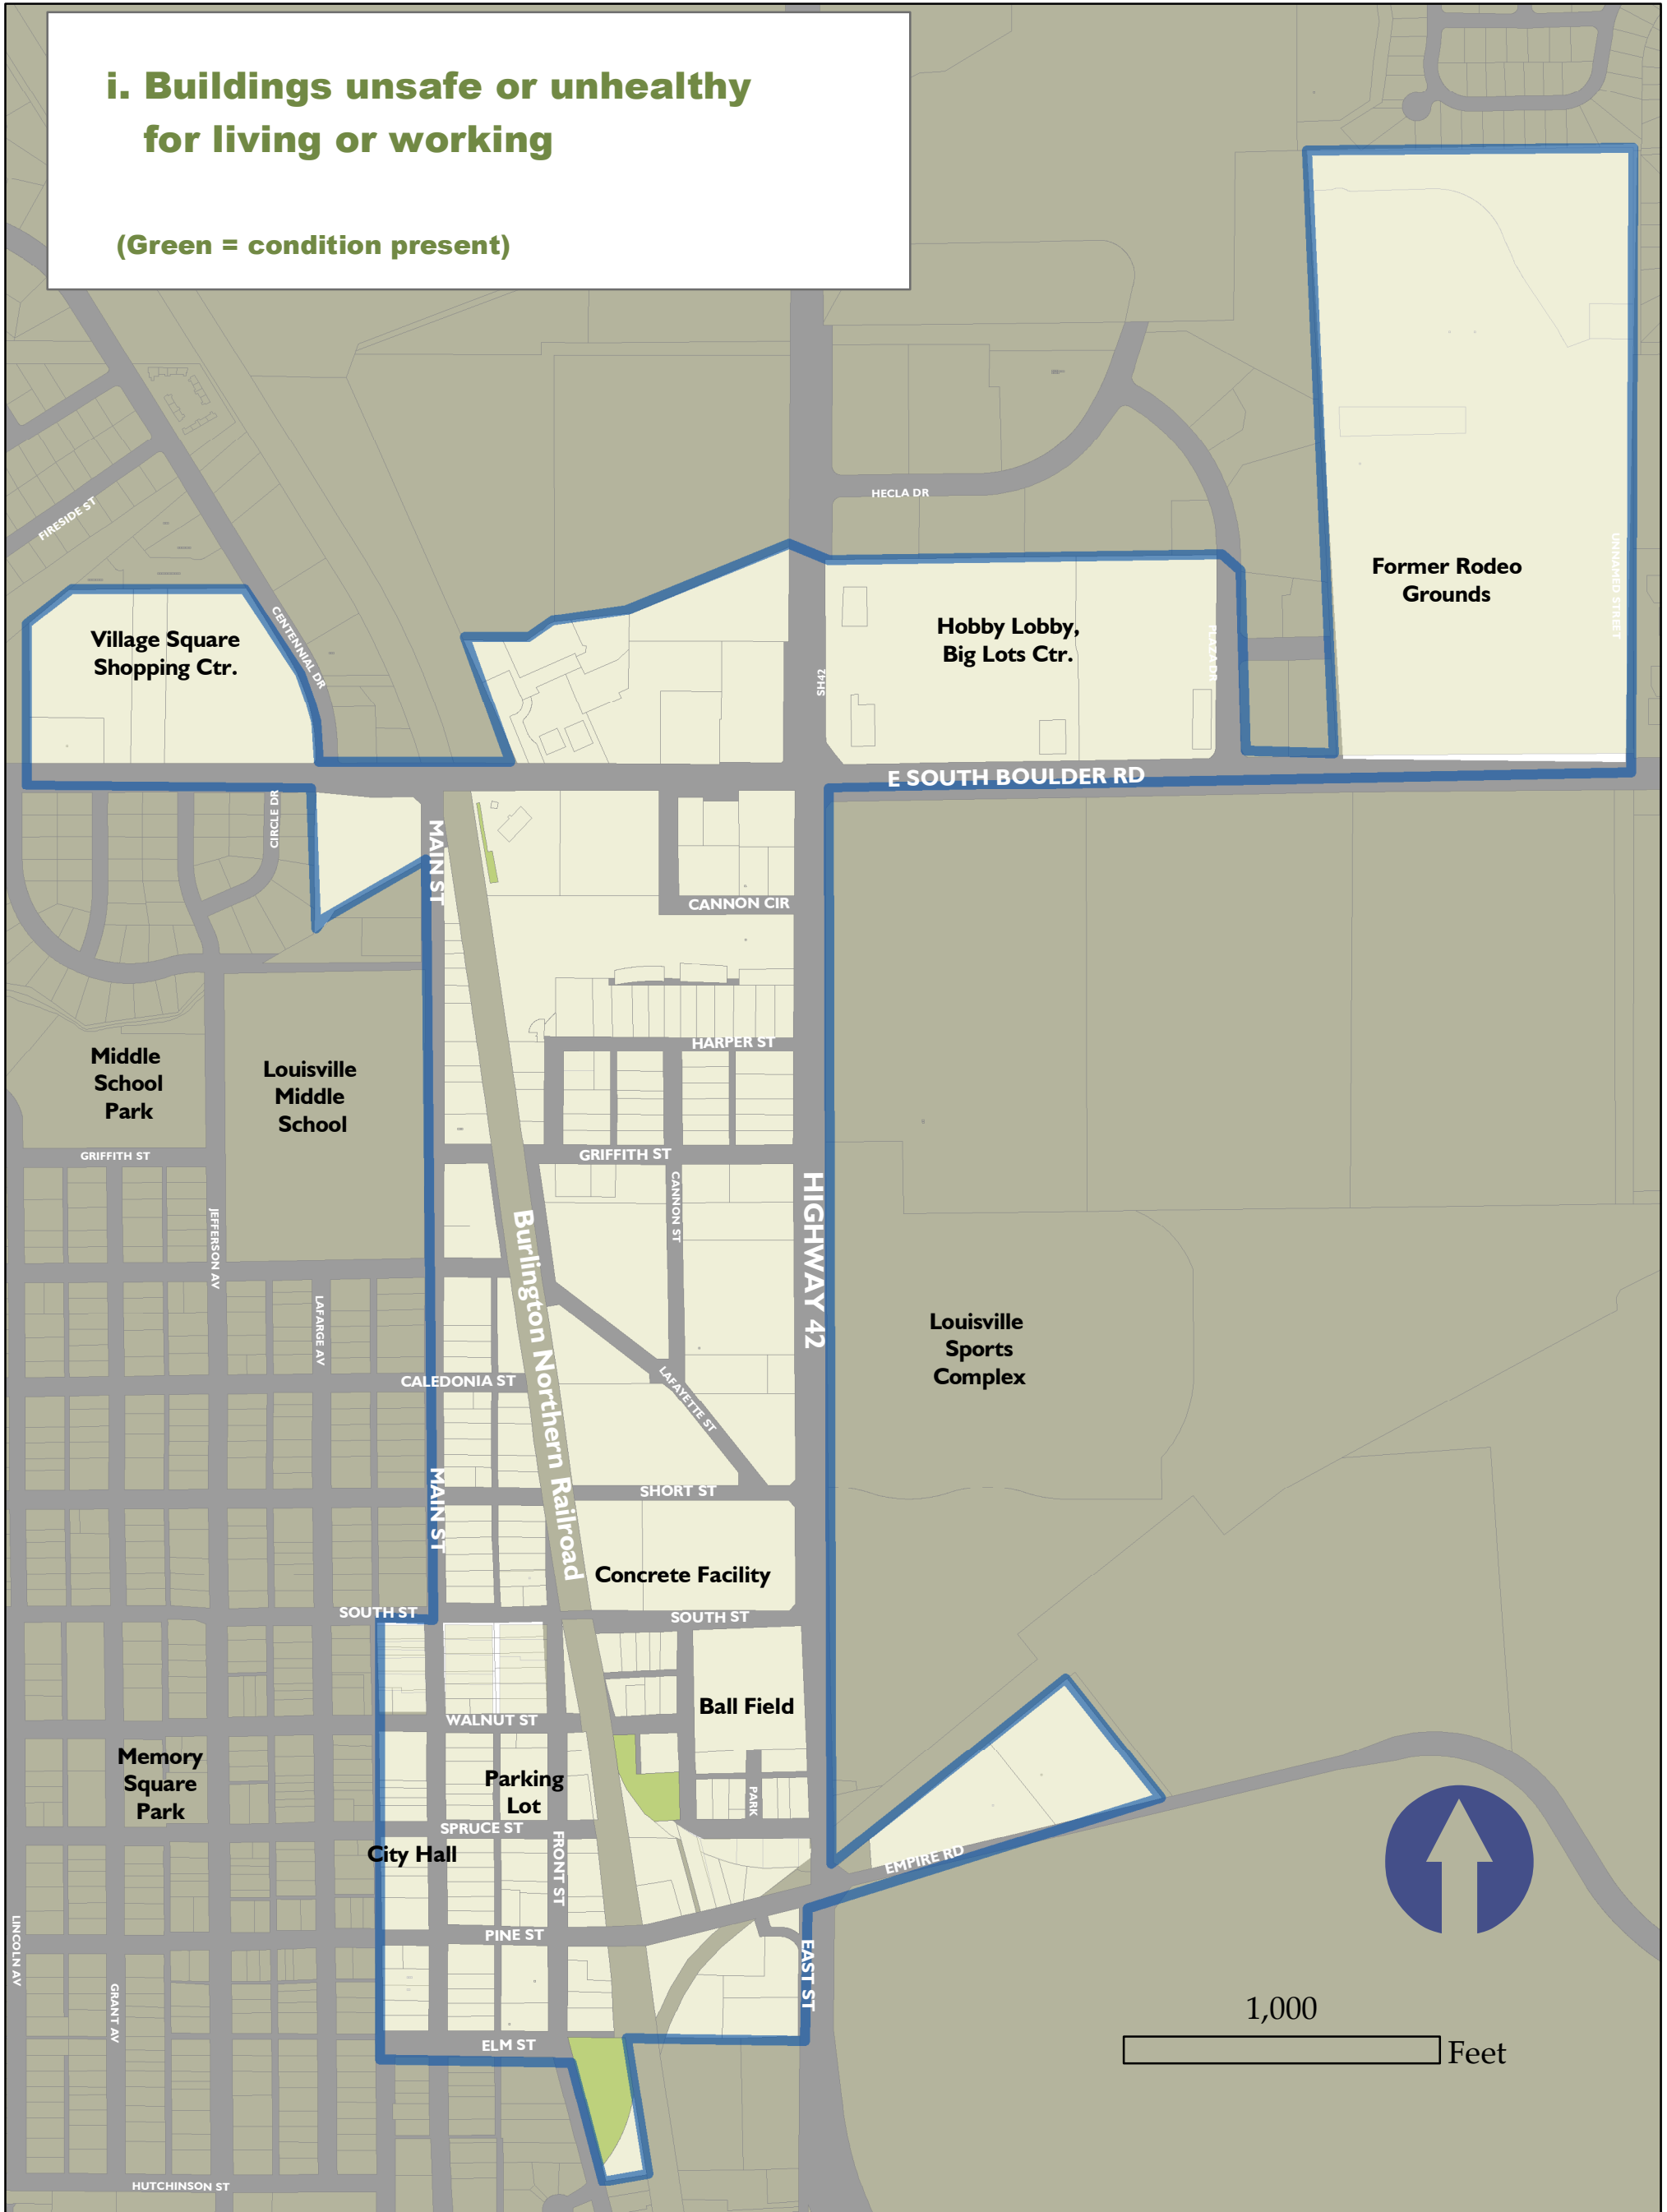 i. Buildings unsafe or unhealthy
for living or working
(Green = condition present)
HECLA DR
FIRESIDE ST
UNNAMED STREET
Former Rodeo
Grounds
CENTENNIAL DR
Village Square
Shopping Ctr.
Hobby Lobby,
Big Lots Ctr.
PLAZA DR
SH42
E SOUTH BOULDER RD
CIRCLE DR
MAIN ST
CANNON CIR
HARPER ST
Middle
School
Park
Louisville
Middle
School
GRIFFITH ST
GRIFFITH ST
CANNON ST
JEFFERSON AV
HIGHWAY 42
Burlington Northern Railroad
LAFARGE AV
Louisville
Sports
Complex
CALEDONIA ST
LAFAYETTE ST
MAIN ST
SHORT ST
Concrete Facility
SOUTH ST
SOUTH ST
Ball Field
WALNUT ST
Memory
Square
Park
Parking
Lot
PARK
SPRUCE ST
City Hall
FRONT ST
EMPIRE RD
PINE ST
LINCOLN AV
EAST ST
GRANT AV
1,000
Feet
ELM ST
HUTCHINSON ST